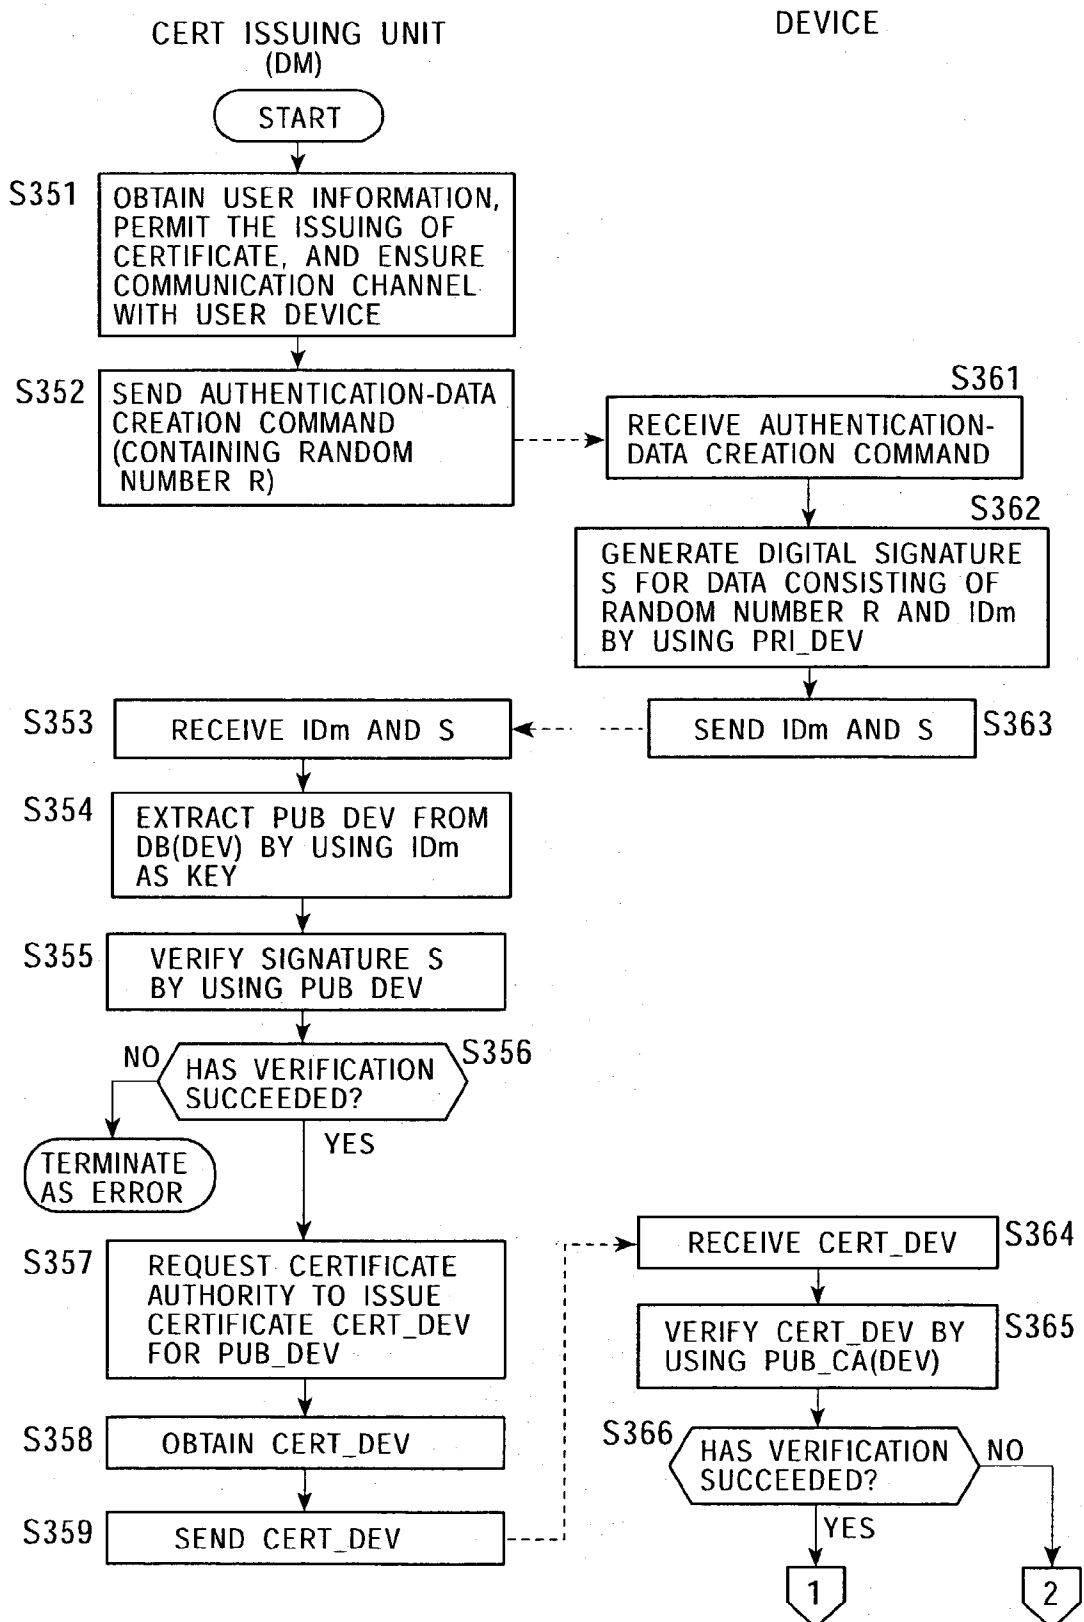 CERT ISSUING UNIT
(DM)
DEVICE
START
S351
OBTAIN USER INFORMATION,
PERMIT THE ISSUING OF
CERTIFICATE, AND ENSURE
COMMUNICATION CHANNEL
WITH USER DEVICE
S352
SEND AUTHENTICATION-DATA
CREATION COMMAND
(CONTAINING RANDOM
NUMBER R)
S361
RECEIVE AUTHENTICATION-
DATA CREATION COMMAND
S362
GENERATE DIGITAL SIGNATURE
S FOR DATA CONSISTING OF
RANDOM NUMBER R AND IDm
BY USING PRI_DEV
S353
RECEIVE IDm AND S
SEND IDm AND S
S363
S354
EXTRACT PUB DEV FROM
DB(DEV) BY USING IDm
AS KEY
S355
VERIFY SIGNATURE S
BY USING PUB DEV
S356
NO
HAS VERIFICATION
SUCCEEDED?
YES
TERMINATE
AS ERROR
S357
REQUEST CERTIFICATE
AUTHORITY TO ISSUE
CERTIFICATE CERT_DEV
FOR PUB_DEV
RECEIVE CERT_DEV
S364
VERIFY CERT_DEV BY
USING PUB_CA(DEV)
S365
S358
OBTAIN CERT_DEV
S366
HAS VERIFICATION
SUCCEEDED?
NO
S359
SEND CERT_DEV
YES
1
2